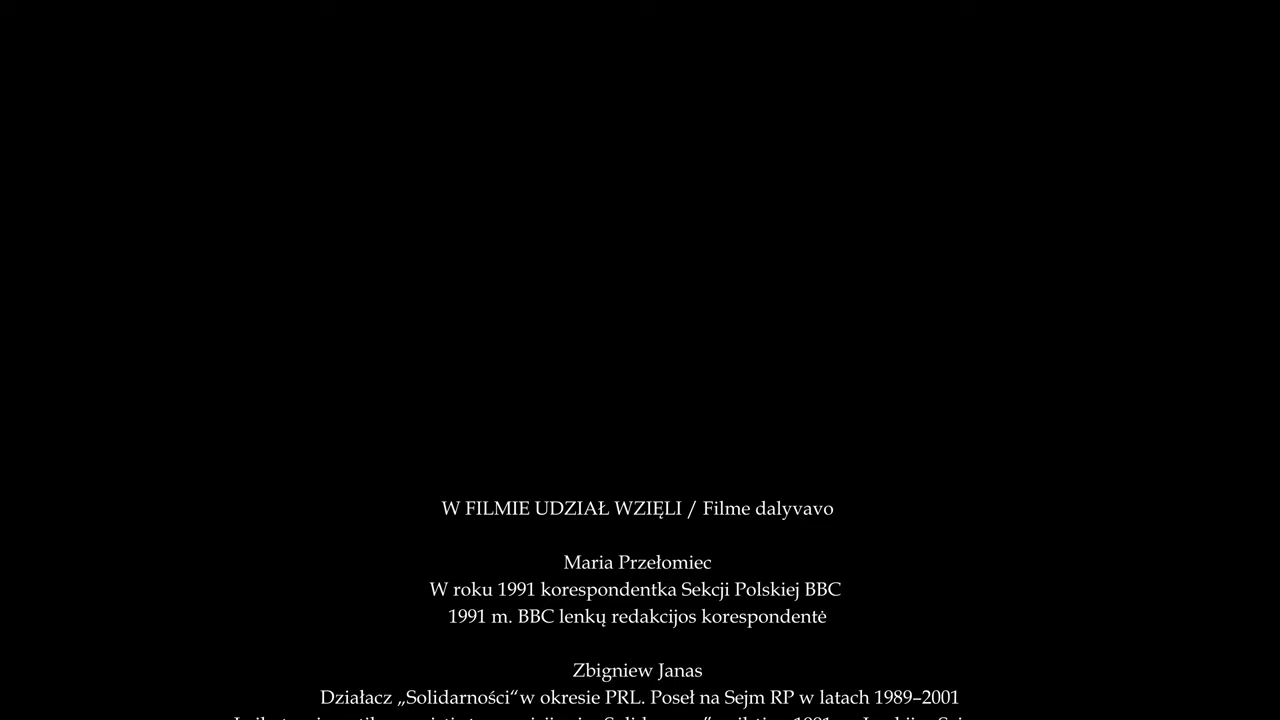 W FILMIE UDZIAŁ WZIĘLI / Filme dalyvavo
Maria Przełomiec
W roku 1991 korespondentka Sekcji Polskiej BBC
1991 m. BBC lenkų redakcijos korespondentė
Zbigniew Janas
Działacz „Solidarności“w okresie PRL. Poseł na Sejm RP w latach 1989–2001